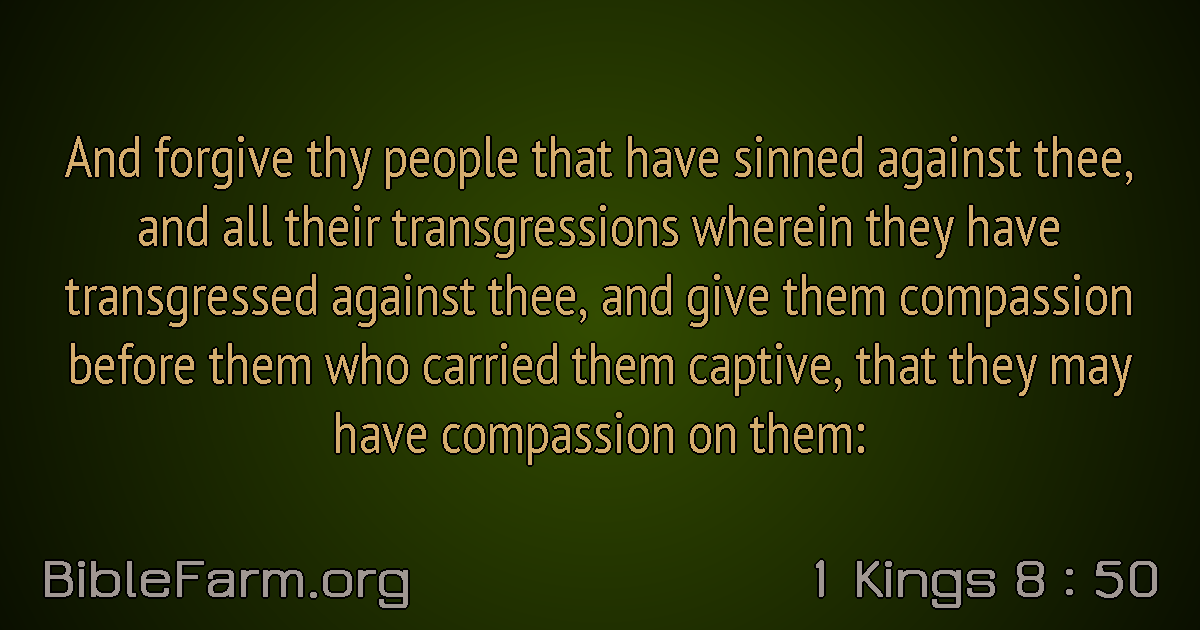 And forgive thy people that have sinned against thee,
and all their transgressions wherein they have
transgressed against thee, and give them compassion
before them who carried them captive, that they may
have compassion on them:
BibleFarm.org
1 Kings 8 : 50